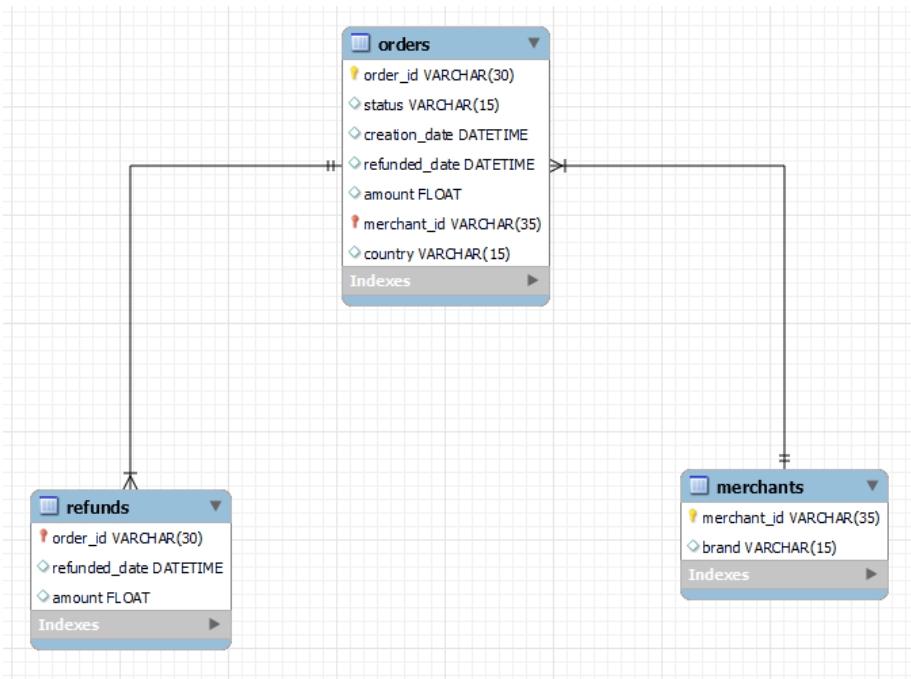 orders
order_id VARCHAR(30)
status VARCHAR(15)
creation_date DATETIME
refunded_date DATETIME
amount FLOAT
merchant_id VARCHAR(35)
country VARCHAR(15)
Indexes
refunds
order_id VARCHAR(30)
refunded_date DATETIME
amount FLOAT
Indexes
merchants
merchant_id VARCHAR(35)
brand VARCHAR(15)
Indexes